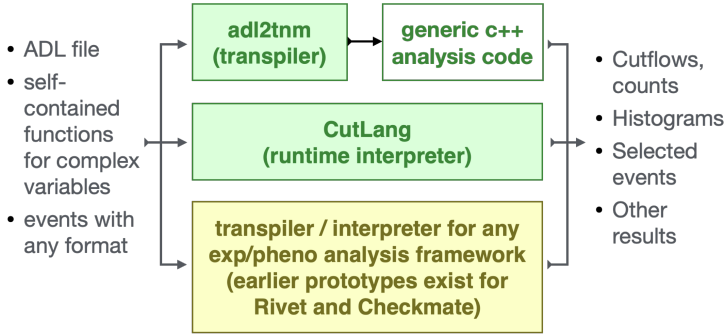 • ADL file
• self-
contained
functions
for complex
variables
• events with
any format
adl2tnm
(transpiler)
generic c++
analysis code
CutLang
(runtime interpreter)
transpiler / interpreter for any
exp/pheno analysis framework
(earlier prototypes exist for
Rivet and Checkmate)
• Cutflows,
counts
• Histograms
• Selected
events
• Other
results